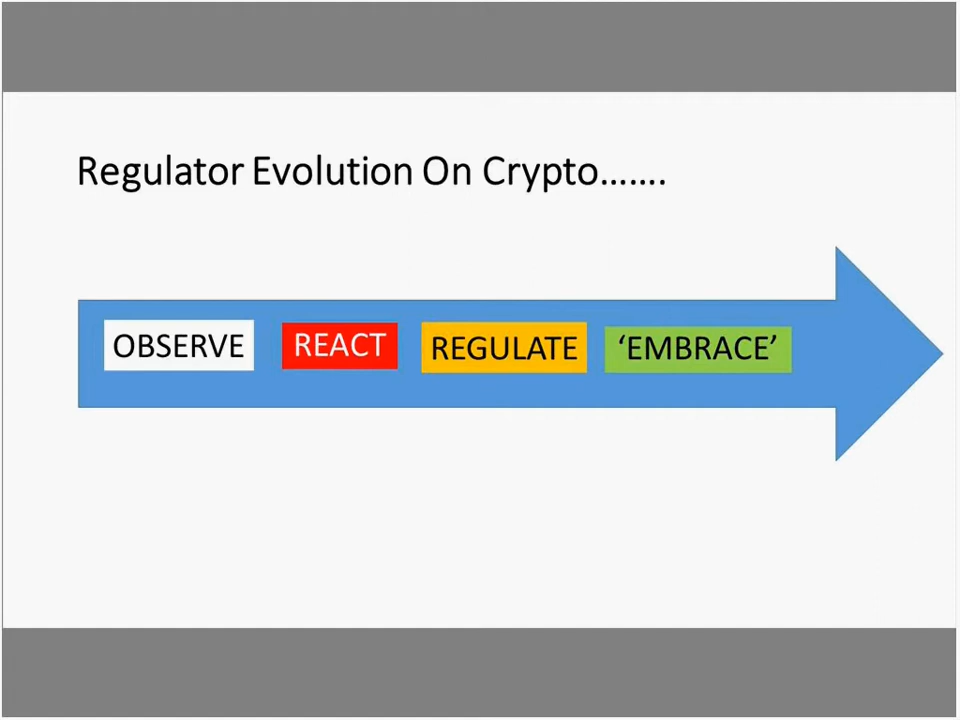 Regulator Evolution On Crypto…….
OBSERVE REACT REGULATE ‘EMBRACE’